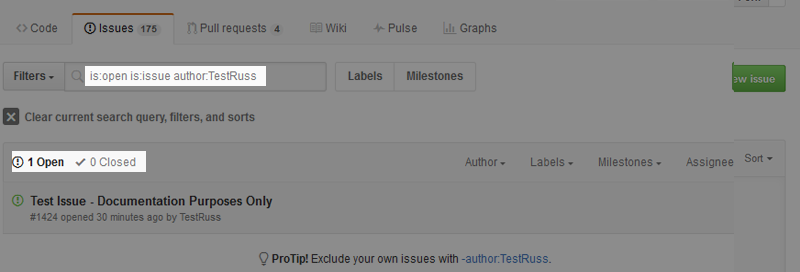 Code Issues 175 Pull requests 4 Wiki Pulse Graphs
Filters is:open is:issue author:TestRuss Labels Milestones ew issue
Clear current search query, filters, and sorts
1 Open 0 Closed Author Labels Milestones Assignee Sort
Test Issue - Documentation Purposes Only
#1424 opened 30 minutes ago by TestRuss
ProTip! Exclude your own issues with -author:TestRuss.